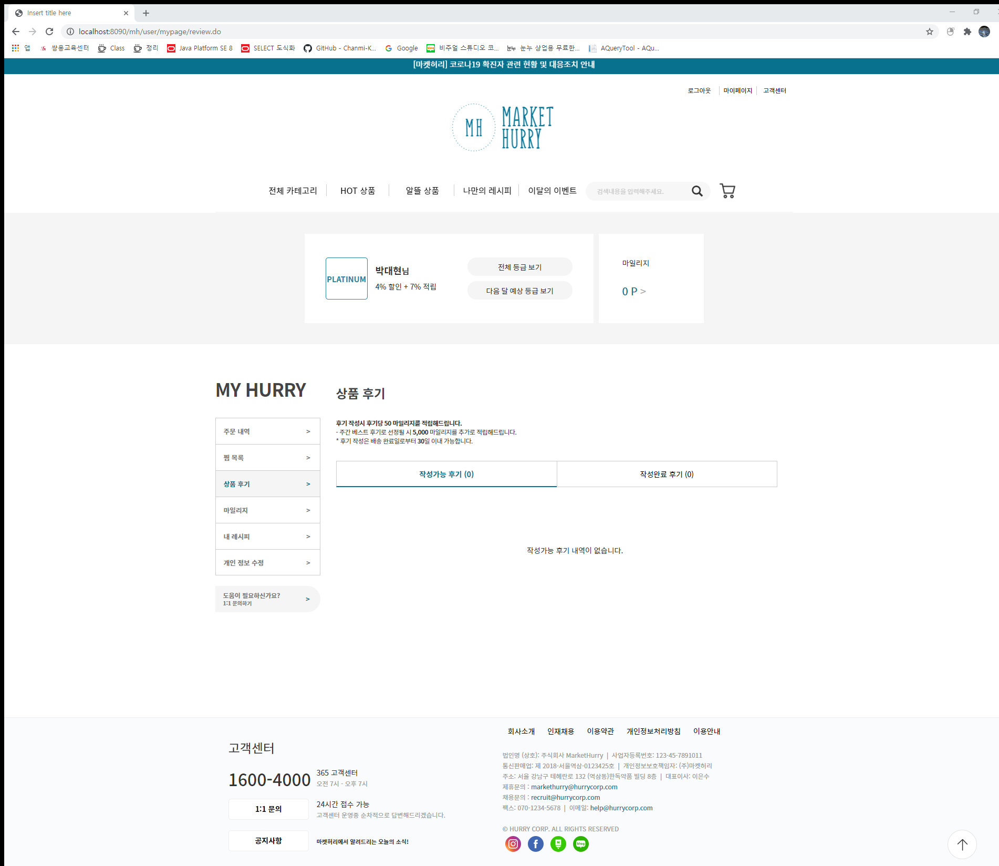 Insert title here
localhost:8090/mh/user/mypage/review.do
앱 쌍용교육센터 Class 정리 Java Platform SE 8 SELECT 도식화 GitHub - Chanmi-K... Google 비주얼 스튜디오 코... 눈누 상업용 무료한... AQueryTool - AQu...
[마켓허리] 코로나19 확진자 관련 현황 및 대응조치 안내
로그아웃 마이페이지 고객센터
MH MARKET HURRY
전체 카테고리 HOT 상품 알뜰 상품 나만의 레시피 이달의 이벤트 검색내용을 입력해주세요.
PLATINUM
박대현님
4% 할인 + 7% 적립
전체 등급 보기
다음 달 예상 등급 보기
마일리지
0 P >
MY HURRY
주문 내역 >
찜 목록 >
상품 후기 >
마일리지 >
내 레시피 >
개인 정보 수정 >
도움이 필요하신가요? >
1:1 문의하기
상품 후기
후기 작성시 후기당 50 마일리지를 적립해드립니다.
- 주간 베스트 후기로 선정될 시 5,000 마일리지를 추가로 적립해드립니다.
* 후기 작성은 배송 완료일로부터 30일 이내 가능합니다.
작성가능 후기 (0) 작성완료 후기 (0)
작성가능 후기 내역이 없습니다.
고객센터
1600-4000
365 고객센터
오전 7시 - 오후 7시
1:1 문의
24시간 접수 가능
고객센터 운영중 순차적으로 답변해드리겠습니다.
공지사항
마켓허리에서 알려드리는 오늘의 소식!
회사소개 인재채용 이용약관 개인정보처리방침 이용안내
법인명 (상호): 주식회사 MarketHurry | 사업자등록번호: 123-45-7891011
통신판매업: 제 2018-서울역삼-0123425호 | 개인정보보호책임자: (주)마켓허리
주소: 서울 강남구 테헤란로 132 (역삼동)한독약품 빌딩 8층 | 대표이사: 이은수
제휴문의 : markethurry@hurrycorp.com
채용문의 : recruit@hurrycorp.com
팩스: 070-1234-5678 | 이메일: help@hurrycorp.com
© HURRY CORP. ALL RIGHTS RESERVED
N
blog